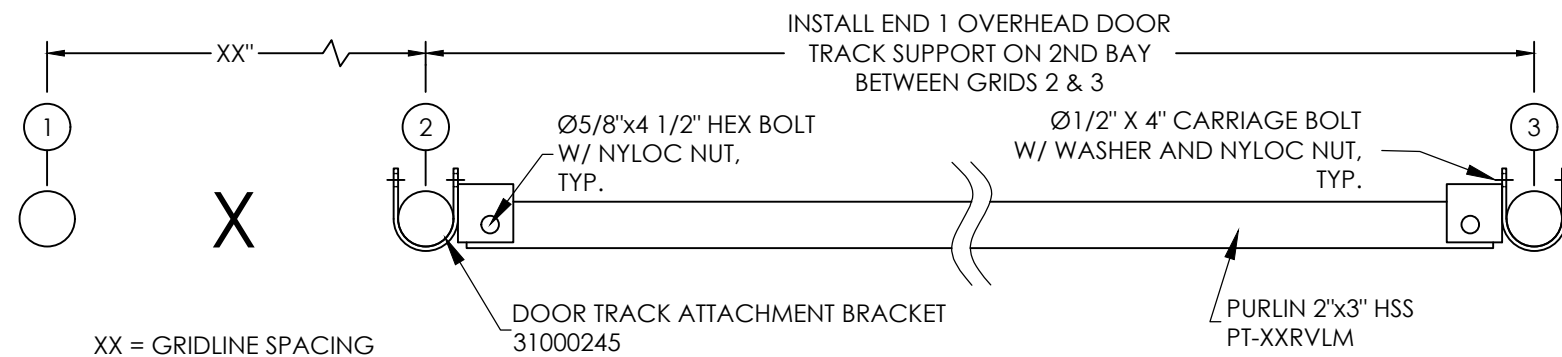 XX"
INSTALL END 1 OVERHEAD DOOR
TRACK SUPPORT ON 2ND BAY
BETWEEN GRIDS 2 & 3
1
2
3
Ø5/8"x4 1/2" HEX BOLT
W/ NYLOC NUT,
TYP.
Ø1/2" X 4" CARRIAGE BOLT
W/ WASHER AND NYLOC NUT,
TYP.
X
DOOR TRACK ATTACHMENT BRACKET
31000245
PURLIN 2"x3" HSS
PT-XXRVLM
XX = GRIDLINE SPACING